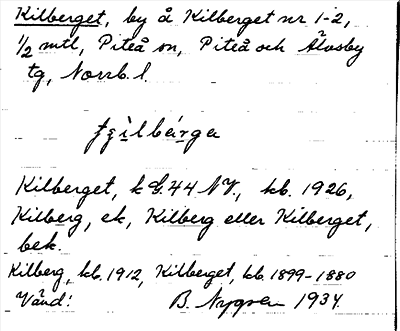 Kilberget, by å Kilberget nr 1-2,
1/2 mtl, Piteå sn, Piteå och Älvsby
tg, Norrb. l.
Kilberget, k G.44 NV., kb. 1926,
Kilberg, ek, Kilberg eller Kilberget,
bek.
Kilberg, kb. 1912, Kilberget, kb. 1899-1880
Vänd! B. Nygren 1934